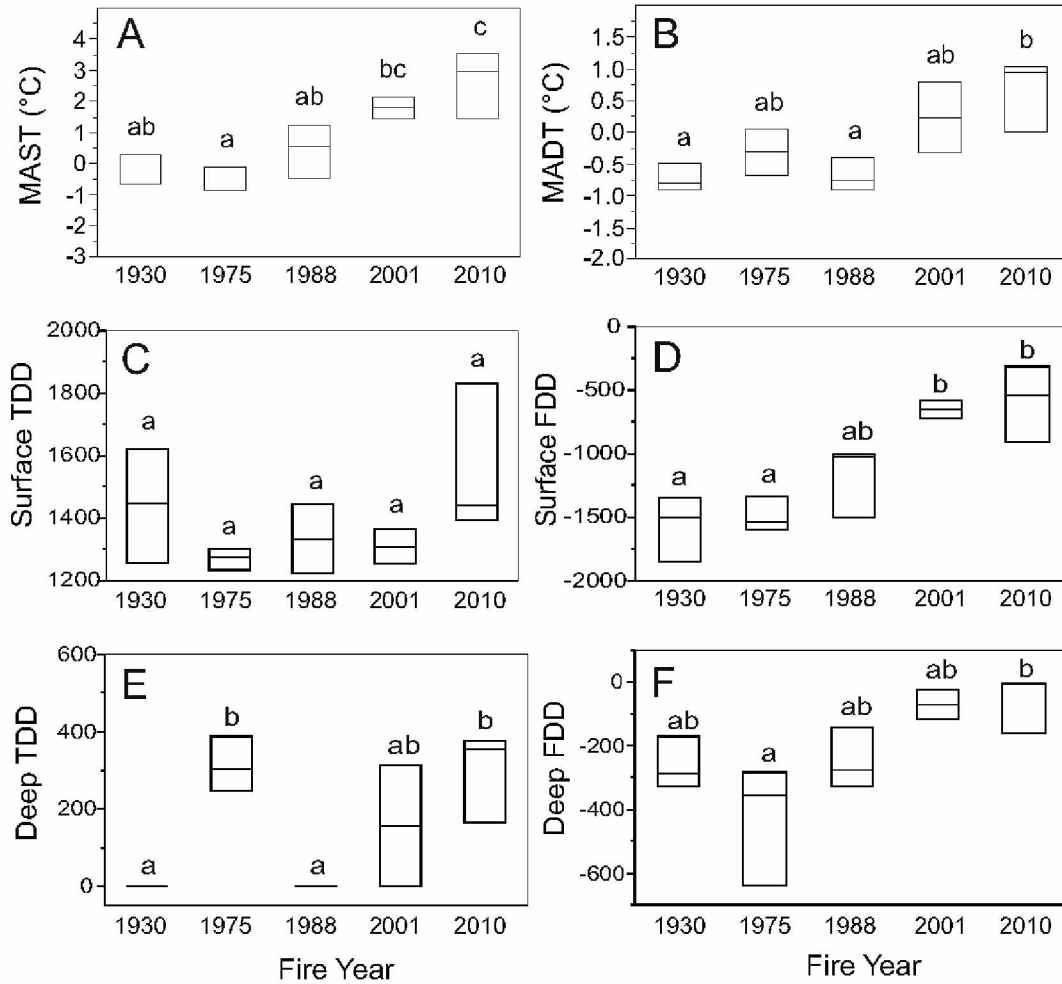 A
MAST (°C)
5
4
3
2
1
0
-1
-2
-3
ab
a
ab
bc
c
1930
1975
1988
2001
2010
B
MADT (°C)
1.5
1.0
0.5
0.0
-0.5
-1.0
-1.5
-2.0
a
ab
a
ab
b
1930
1975
1988
2001
2010
C
Surface TDD
2000
1800
1600
1400
1200
a
a
a
a
a
1930
1975
1988
2001
2010
D
Surface FDD
0
-500
-1000
-1500
-2000
a
a
ab
b
b
1930
1975
1988
2001
2010
E
Deep TDD
600
400
200
0
a
b
a
ab
b
1930
1975
1988
2001
2010
Fire Year
F
Deep FDD
0
-200
-400
-600
ab
a
ab
ab
b
1930
1975
1988
2001
2010
Fire Year